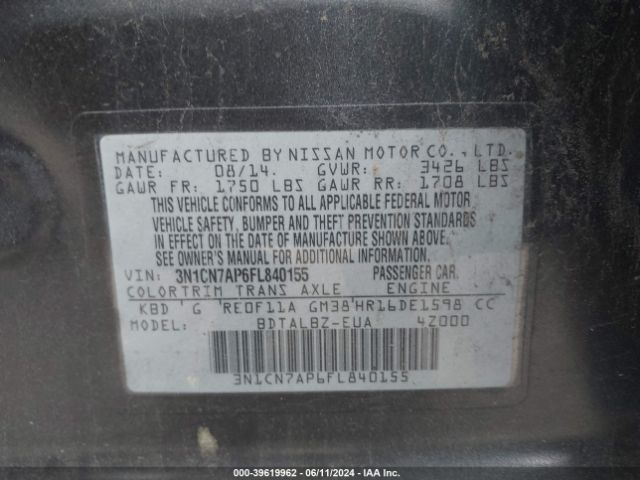 MANUFACTURED BY NISSAN MOTOR CO., LTD.
DATE: 08/14. GVWR: 3426 LBS
GAWR FR: 1750 LBS GAWR RR: 1708 LBS
THIS VEHICLE CONFORMS TO ALL APPLICABLE FEDERAL MOTOR
VEHICLE SAFETY, BUMPER AND THEFT PREVENTION STANDARDS
IN EFFECT ON THE DATE OF MANUFACTURE SHOWN ABOVE.
SEE OWNER'S MANUAL FOR ADDITIONAL INFORMATION.
VIN: 3N1CN7AP6FL840155 PASSENGER CAR.
COLOR TRIM TRANS AXLE ENGINE
KBD G RE0F11A GM38 HR16DE1598 CC
MODEL: BDTALBZ-EUA 4Z000
3N1CN7AP6FL840155
000-39619962 - 06/11/2024 - IAA Inc.